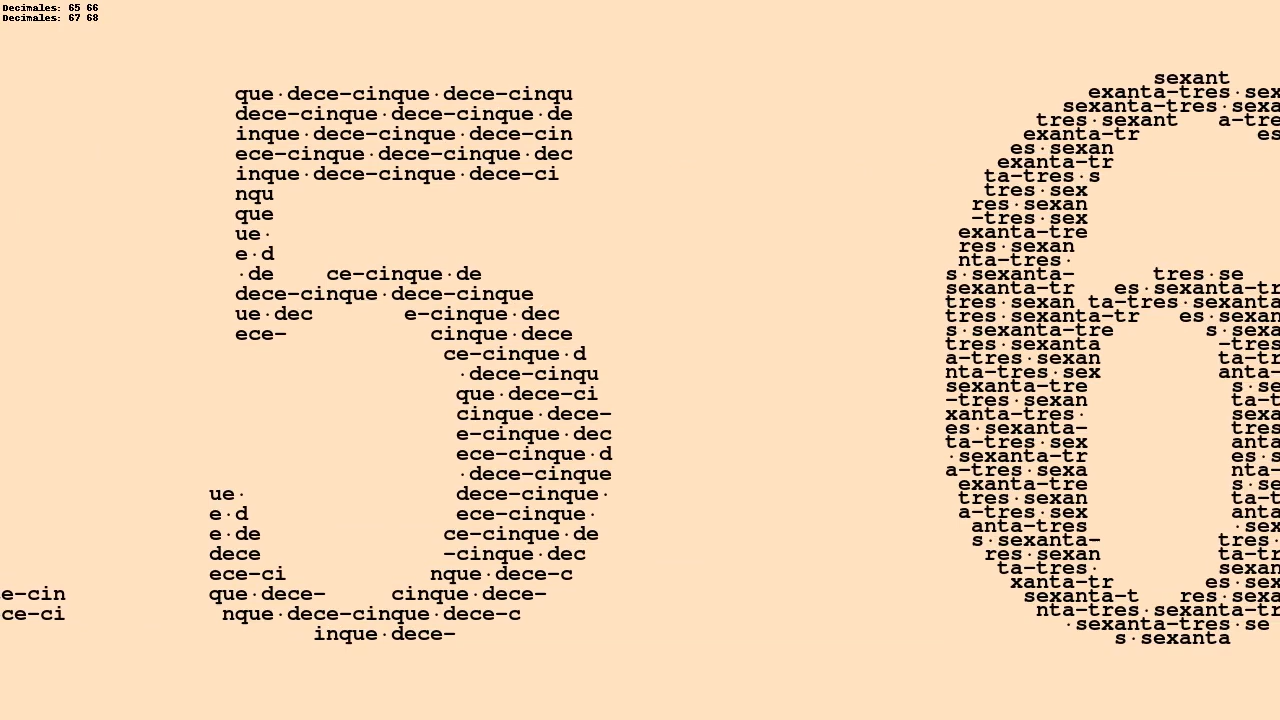 Decimales: 65 66
Decimales: 67 68
e-cin
ce-ci
que·dece-cinque·dece-cinqu
dece-cinque·dece-cinque·de
inque·dece-cinque·dece-cin
ece-cinque·dece-cinque·dec
inque·dece-cinque·dece-ci
nqu
que
ue·
e·d
·de ce-cinque·de
dece-cinque·dece-cinque
ue·dec e-cinque·dec
ece- cinque·dece
ce-cinque·d
·dece-cinqu
que·dece-ci
cinque·dece-
e-cinque·dec
ece-cinque·d
·dece-cinque
ue· dece-cinque·
e·d ece-cinque·
e·de ce-cinque·de
dece -cinque·dec
ece-ci nque·dece-c
que·dece- cinque·dece-
nque·dece-cinque·dece-c
inque·dece-
sexant
exanta-tres·sex
sexanta-tres·sexa
tres·sexant a-tre
exanta-tr es
es·sexan
exanta-tr
ta-tres·s
tres·sex
res·sexan
-tres·sex
exanta-tre
res·sexan
nta-tres·
s·sexanta- tres·se
sexanta-tr es·sexanta-tr
tres·sexan ta-tres·sexanta
tres·sexanta-tr es·sexan
s·sexanta-tre s·sexa
tres·sexanta -tres
a-tres·sexan ta-tr
nta-tres·sex anta-
sexanta-tre s·se
-tres·sexan ta-t
xanta-tres· sexa
es·sexanta- tres
ta-tres·sex anta
·sexanta-tr es·s
a-tres·sexa nta-
exanta-tre s·se
tres·sexan ta-t
a-tres·sex anta
anta-tres ·sex
s·sexanta- tres·
res·sexan ta-tr
ta-tres· sexan
xanta-tr es·sex
sexanta-t res·sexa
nta-tres·sexanta-tr
·sexanta-tres·se
s·sexanta